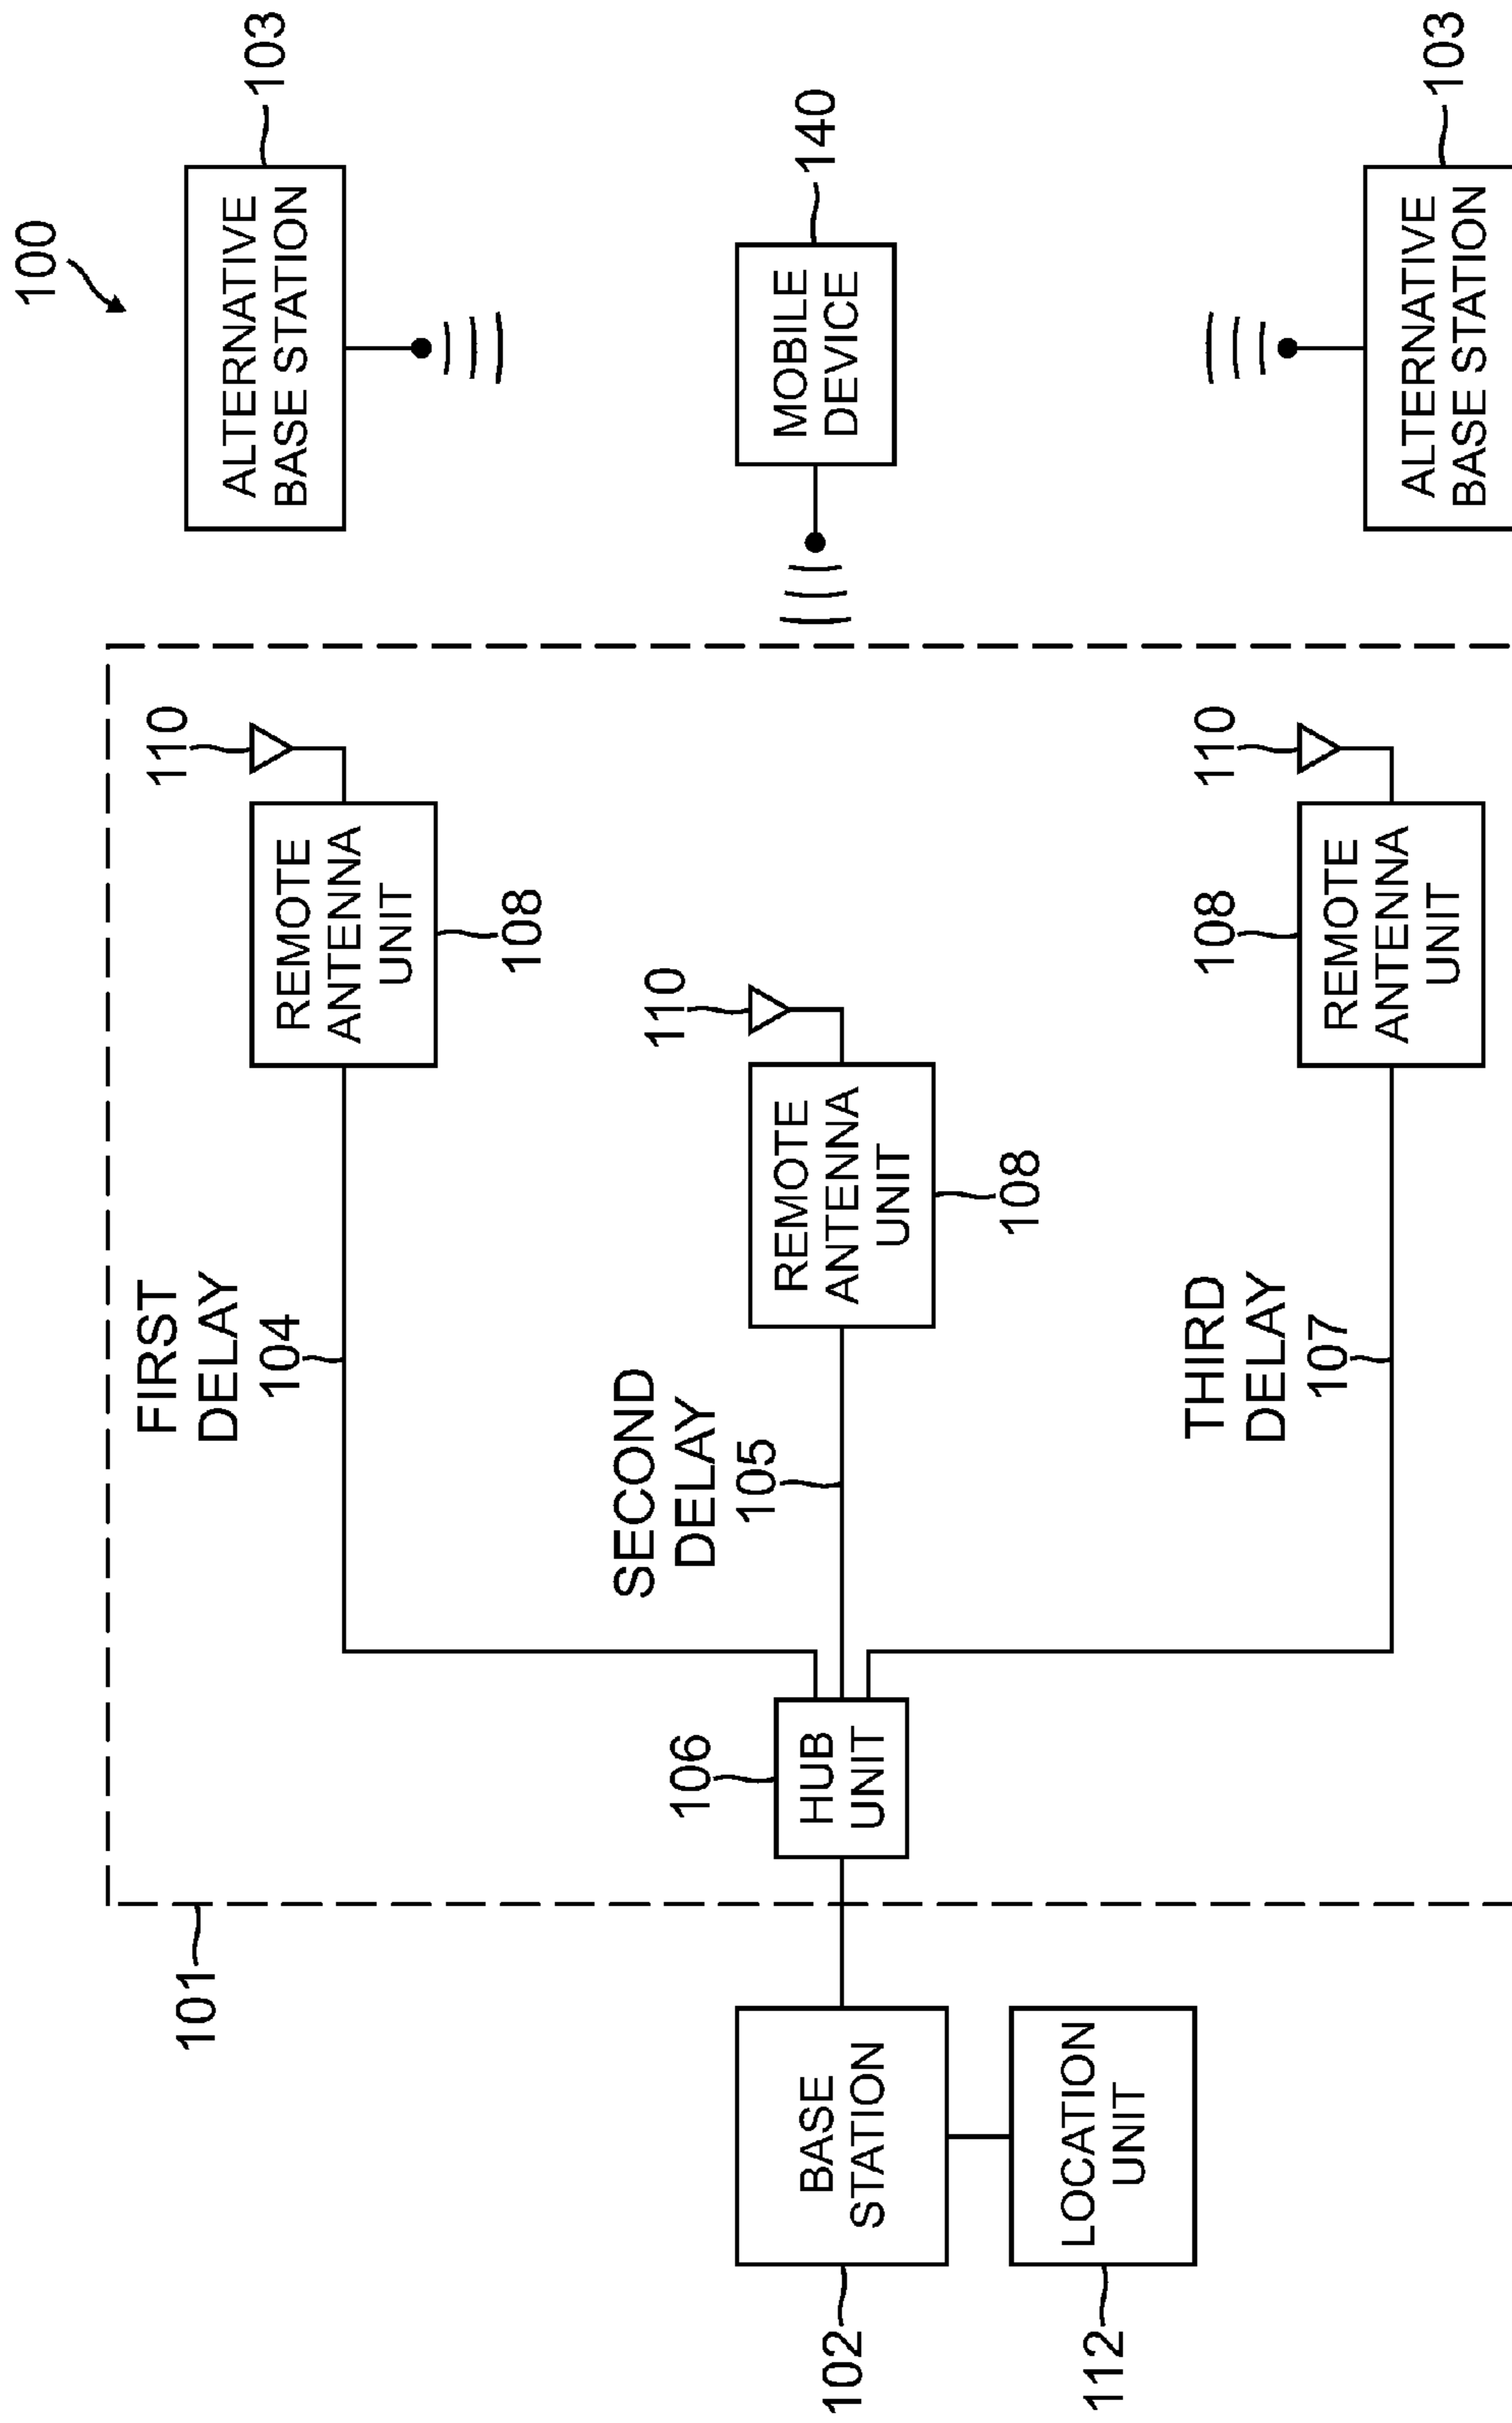 100
ALTERNATIVE
BASE STATION
103
MOBILE
DEVICE
140
ALTERNATIVE
BASE STATION
103
101
110
REMOTE
ANTENNA
UNIT
108
FIRST
DELAY
104
110
REMOTE
ANTENNA
UNIT
108
SECOND
DELAY
105
110
REMOTE
ANTENNA
UNIT
108
THIRD
DELAY
107
106
HUB
UNIT
BASE
STATION
102
LOCATION
UNIT
112